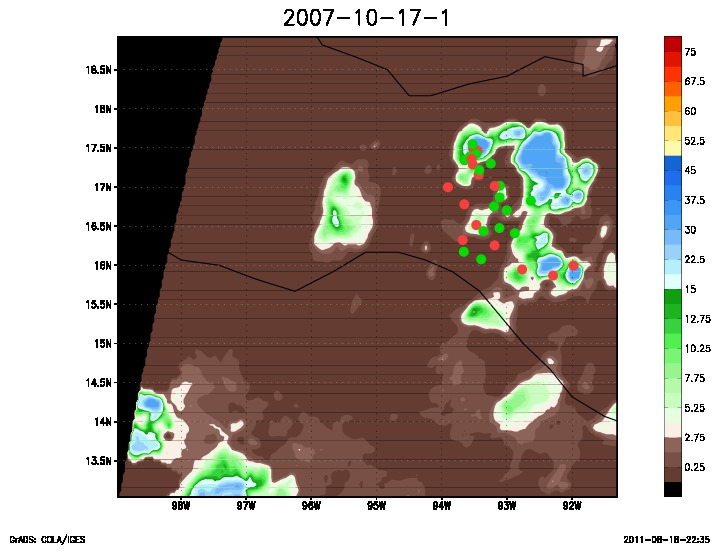 2007-10-17-1
18.5N
18N
17.5N
17N
16.5N
16N
15.5N
15N
14.5N
14N
13.5N
98W
97W
96W
95W
94W
93W
92W
75
67.5
60
52.5
45
37.5
30
22.5
15
12.75
10.25
7.75
5.25
2.75
0.25
GrADS: COLA/IGES
2011-08-18-22:35